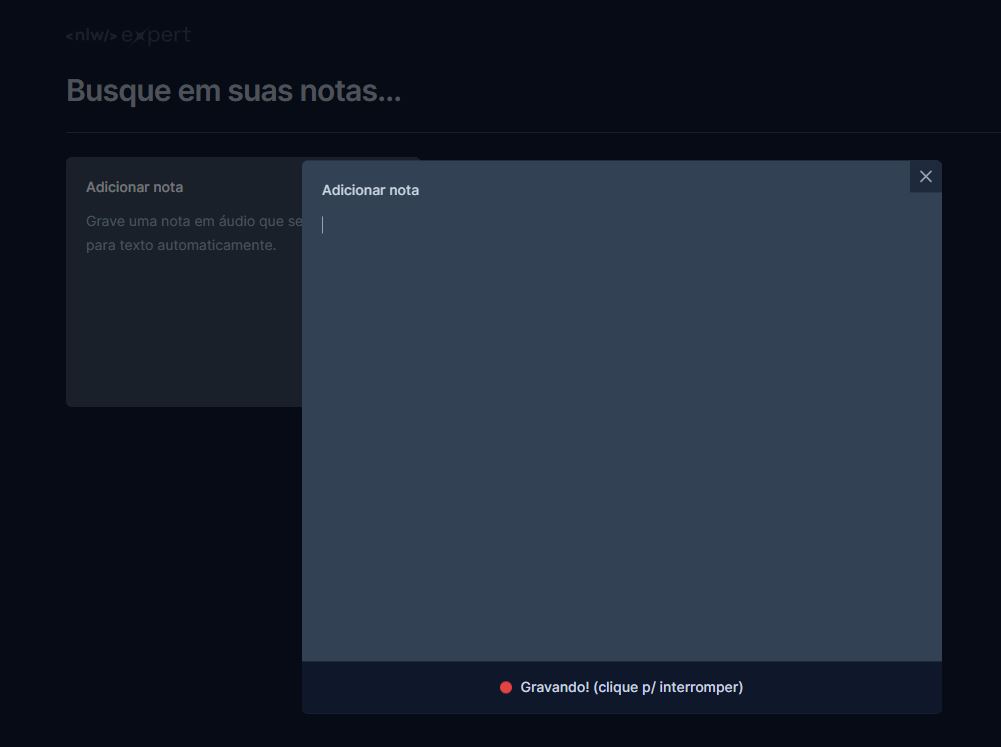 <nlw/> expert
Busque em suas notas...
Adicionar nota
Grave uma nota em áudio que se
para texto automaticamente.
Adicionar nota
Gravando! (clique p/ interromper)